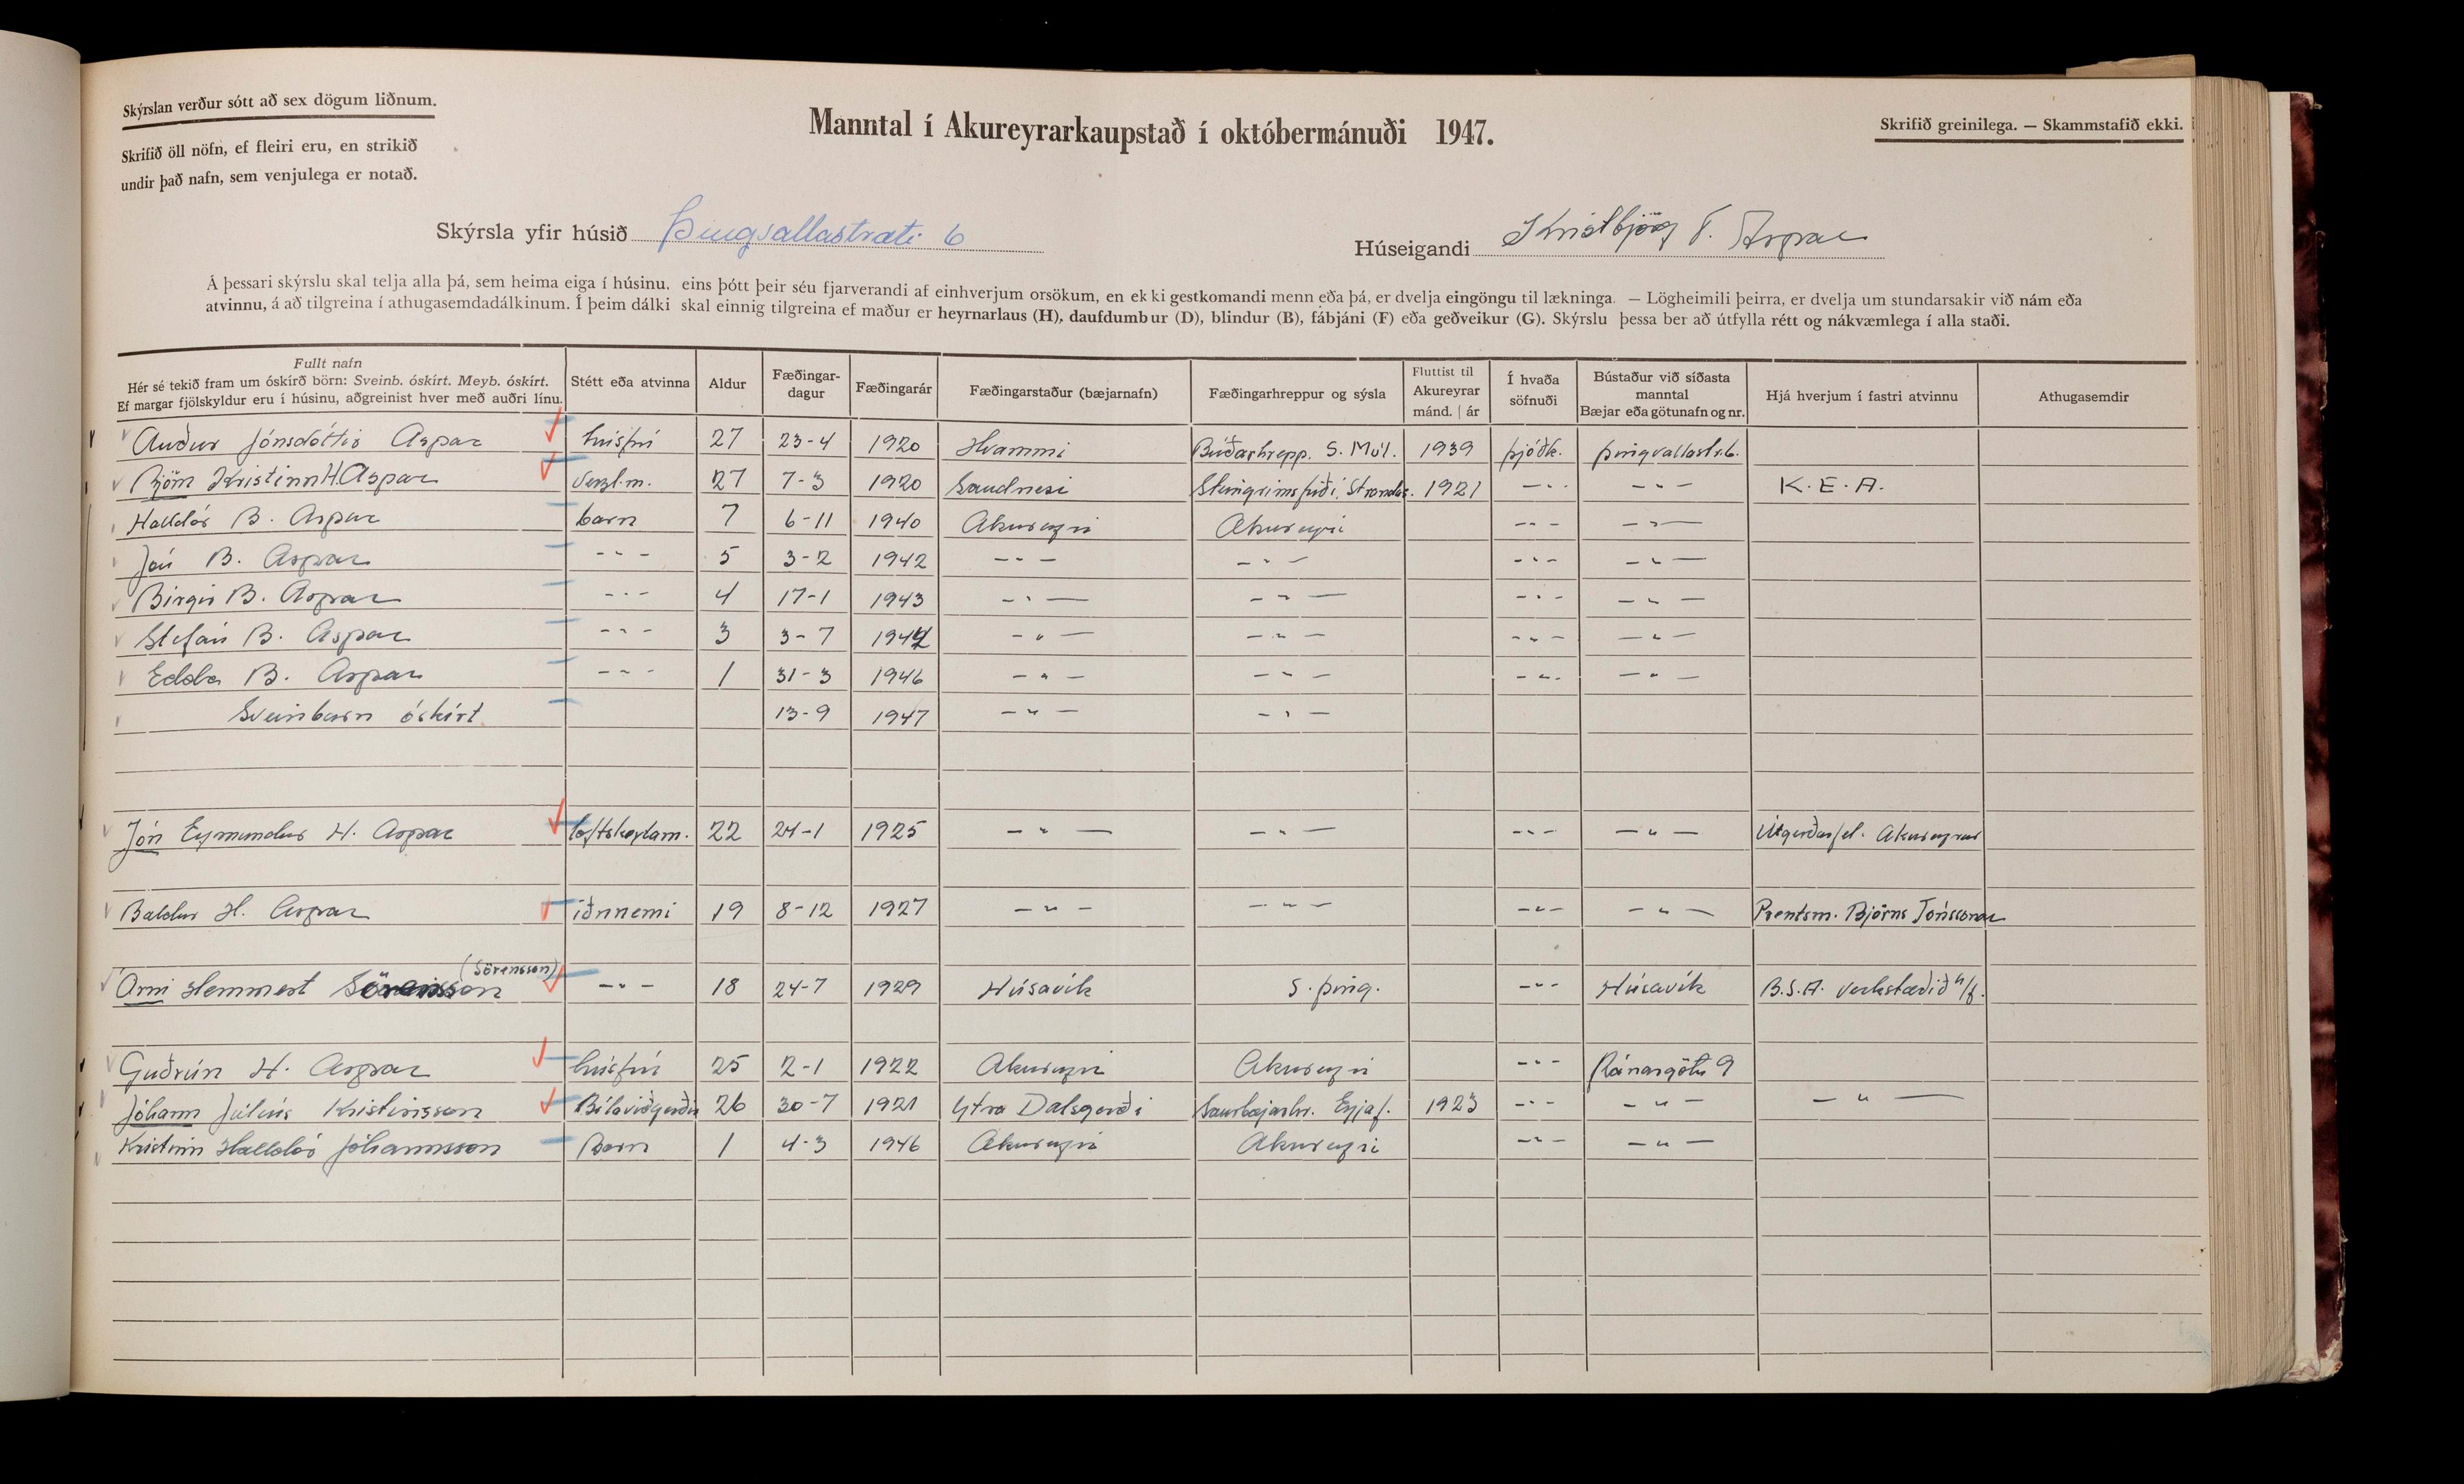 Skýrslan verður sótt að sex dögum liðnum.
Skrifið öll nöfn, ef fleiri eru, en strikið
undir það nafn, sem venjulega er notað.
Manntal í Akureyrarkaupstað í októbermánuði 1947.
Skrifið greinilega. — Skammstafið ekki.
Skýrsla yfir húsið Þingvallastræti 6
Húseigandi Kristbjörg T. Aspar
Á þessari skýrslu skal telja alla þá, sem heima eiga í húsinu, eins þótt þeir séu fjarverandi af einhverjum orsökum, en ekki gestkomandi menn eða þá, er dvelja eingöngu til lækninga. — Lögheimili þeirra, er dvelja um stundarsakir við nám eða
atvinnu, á að tilgreina í athugasemdadálkinum. Í þeim dálki skal einnig tilgreina ef maður er heyrnarlaus (H), daufdumbur (D), blindur (B), fábjáni (F) eða geðveikur (G). Skýrslu þessa ber að útfylla rétt og nákvæmlega í alla staði.
Fullt nafn
Hér sé tekið fram um óskírð börn: Sveinb. óskírt. Meyb. óskírt.
Ef margar fjölskyldur eru í húsinu, aðgreinist hver með auðri línu.
Stétt eða atvinna
Aldur
Fæðingar-
dagur
Fæðingarár
Fæðingarstaður (bæjarnafn)
Fæðingarhreppur og sýsla
Fluttist til
Akureyrar
mánd. | ár
Í hvaða
söfnuði
Bústaður við síðasta
manntal
Bæjar eða götunafn og nr.
Hjá hverjum í fastri atvinnu
Athugasemdir
Auður Jónsdóttir Aspar húsfrú 27 23-4 1920 Hvammi Búðahrepp. S. Múl. 1939 þjóðk. Þingvallastr. 6.
Björn Kristinn H. Aspar Verzl.m. 27 7-3 1920 Sandnesi Steingrímsfirði, Strandas. 1921 -"- -"- K. E. A.
Halldór B. Aspar barn 7 6-11 1940 Akureyri Akureyri -"- -"-
Jón B. Aspar -"- 5 3-2 1942 -"- -"- -"- -"-
Birgir B. Aspar -"- 4 17-1 1943 -"- -"- -"- -"-
Stefán B. Aspar -"- 3 3-7 1944 -"- -"- -"- -"-
Edda B. Aspar -"- 1 31-3 1946 -"- -"- -"- -"-
Sveinbarn óskírt 13-9 1947 -"- -"-
Jón Eymundur H. Aspar loftskeytam. 22 24-1 1925 -"- -"- -"- -"- Útgerðarfél. Akureyrar
Baldur H. Aspar iðnnemi 19 8-12 1927 -"- -"- -"- -"- Prentsm. Björns Jónssonar
(Sörensson)
Örn Hemmert Sörensson -"- 18 24-7 1929 Húsavík S. þing. -"- Húsavík B.S.A. verkstæðið h/f.
Guðrún H. Aspar húsfrú 25 2-1 1922 Akureyri Akureyri -"- Ránargötu 9
Jóhann Júlíus Kristinsson Bílaviðgerðir 26 30-7 1921 Ytra Dalsgerði Saurbæjarhr. Eyjaf. 1923 -"- -"- -"-
Kristinn Halldór Jóhannsson Barn 1 4-3 1946 Akureyri Akureyri -"- -"-